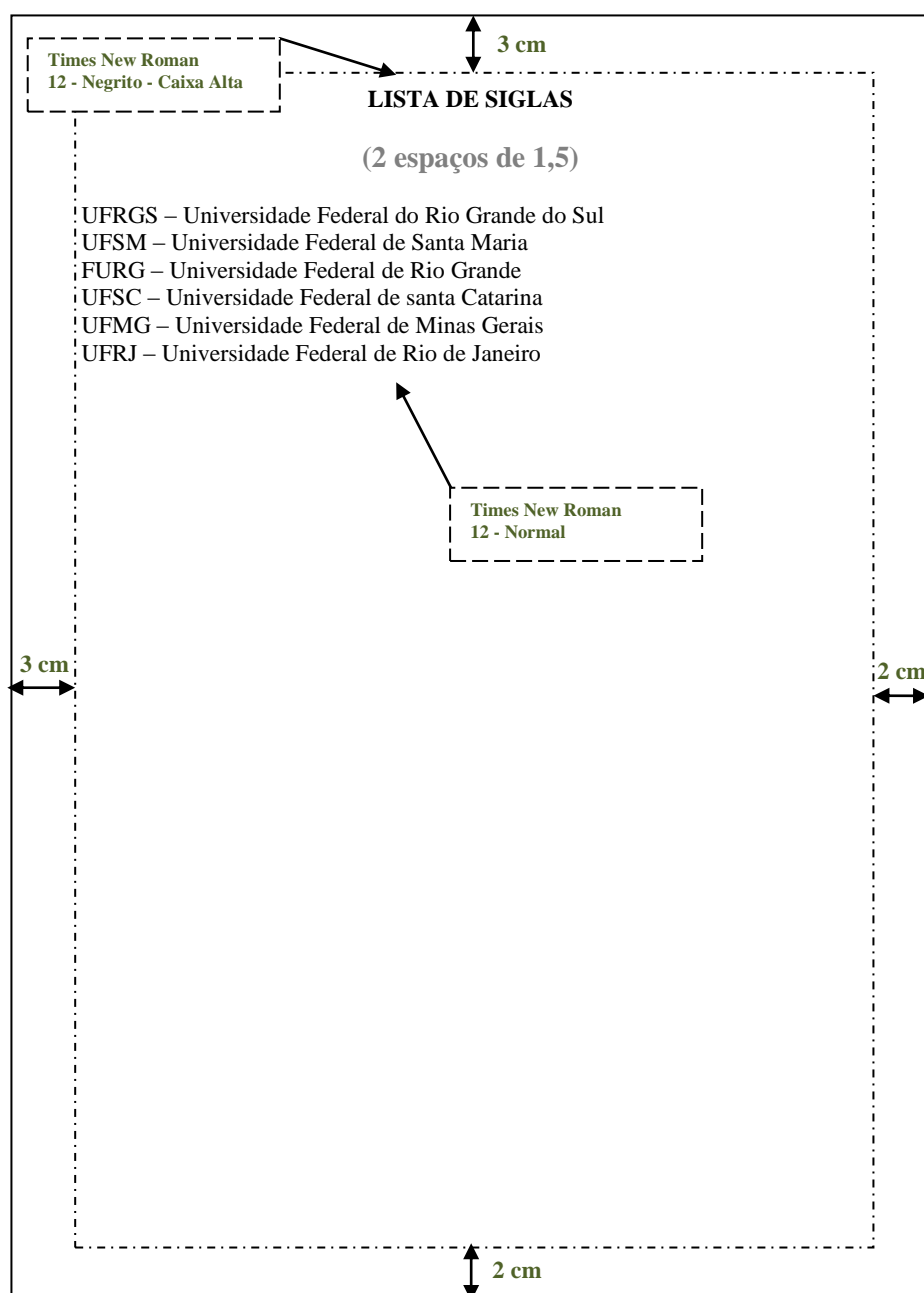 3 cm
Times New Roman
12 - Negrito - Caixa Alta
LISTA DE SIGLAS
(2 espaços de 1,5)
UFRGS – Universidade Federal do Rio Grande do Sul
UFSM – Universidade Federal de Santa Maria
FURG – Universidade Federal de Rio Grande
UFSC – Universidade Federal de santa Catarina
UFMG – Universidade Federal de Minas Gerais
UFRJ – Universidade Federal de Rio de Janeiro
Times New Roman
12 - Normal
3 cm
2 cm
2 cm